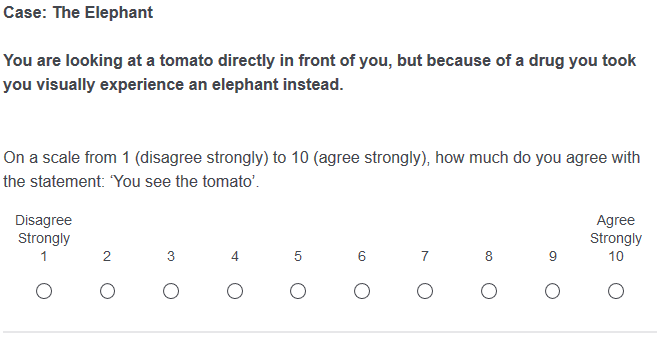 Case: The Elephant
You are looking at a tomato directly in front of you, but because of a drug you took
you visually experience an elephant instead.
On a scale from 1 (disagree strongly) to 10 (agree strongly), how much do you agree with
the statement: ‘You see the tomato’.
Disagree Agree
Strongly Strongly
1 2 3 4 5 6 7 8 9 10